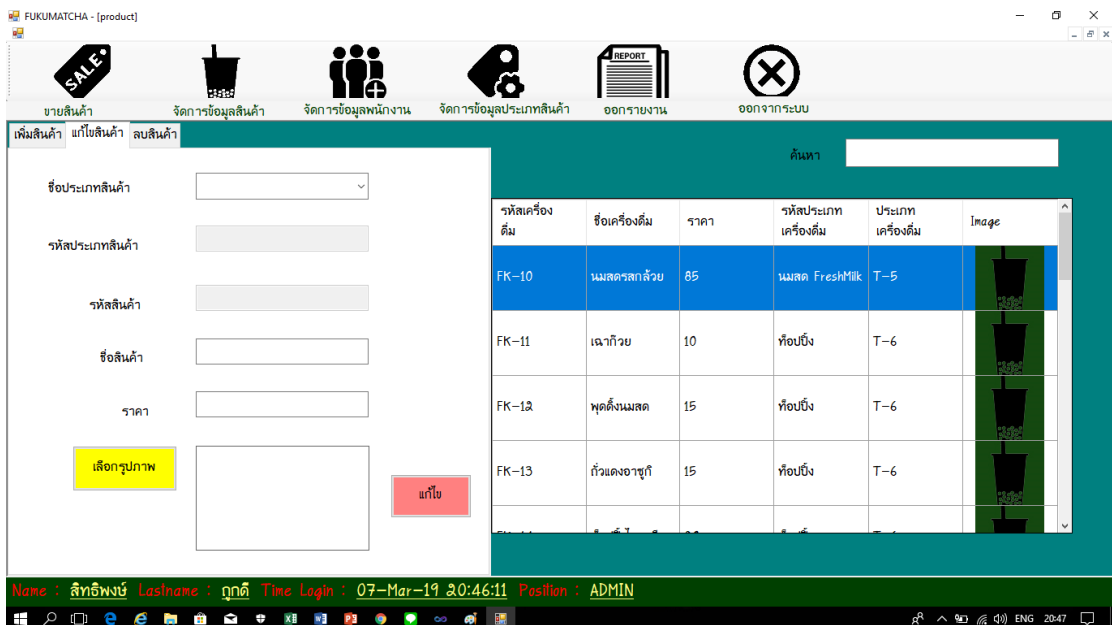 FUKUMATCHA - [product]
SALE
REPORT
ขายสินค้า จัดการข้อมูลสินค้า จัดการข้อมูลพนักงาน จัดการข้อมูลประเภทสินค้า ออกรายงาน ออกจากระบบ
เพิ่มสินค้า แก้ไขสินค้า ลบสินค้า
ค้นหา
ชื่อประเภทสินค้า
รหัสประเภทสินค้า
รหัสสินค้า
ชื่อสินค้า
ราคา
เลือกรูปภาพ
แก้ไข
รหัสเครื่องดื่ม ชื่อเครื่องดื่ม ราคา รหัสประเภทเครื่องดื่ม ประเภทเครื่องดื่ม Image
FK-10 นมสดรสกล้วย 85 นมสด FreshMilk T-5
FK-11 เฉาก๊วย 10 ท็อปปิ้ง T-6
FK-12 พุดดิ้งนมสด 15 ท็อปปิ้ง T-6
FK-13 ถั่วแดงอาซูกิ 15 ท็อปปิ้ง T-6
Name : สิทธิพงษ์ Lastname : ถูกดี Time Login : 07-Mar-19 20:46:11 Position : ADMIN
ENG 20:47